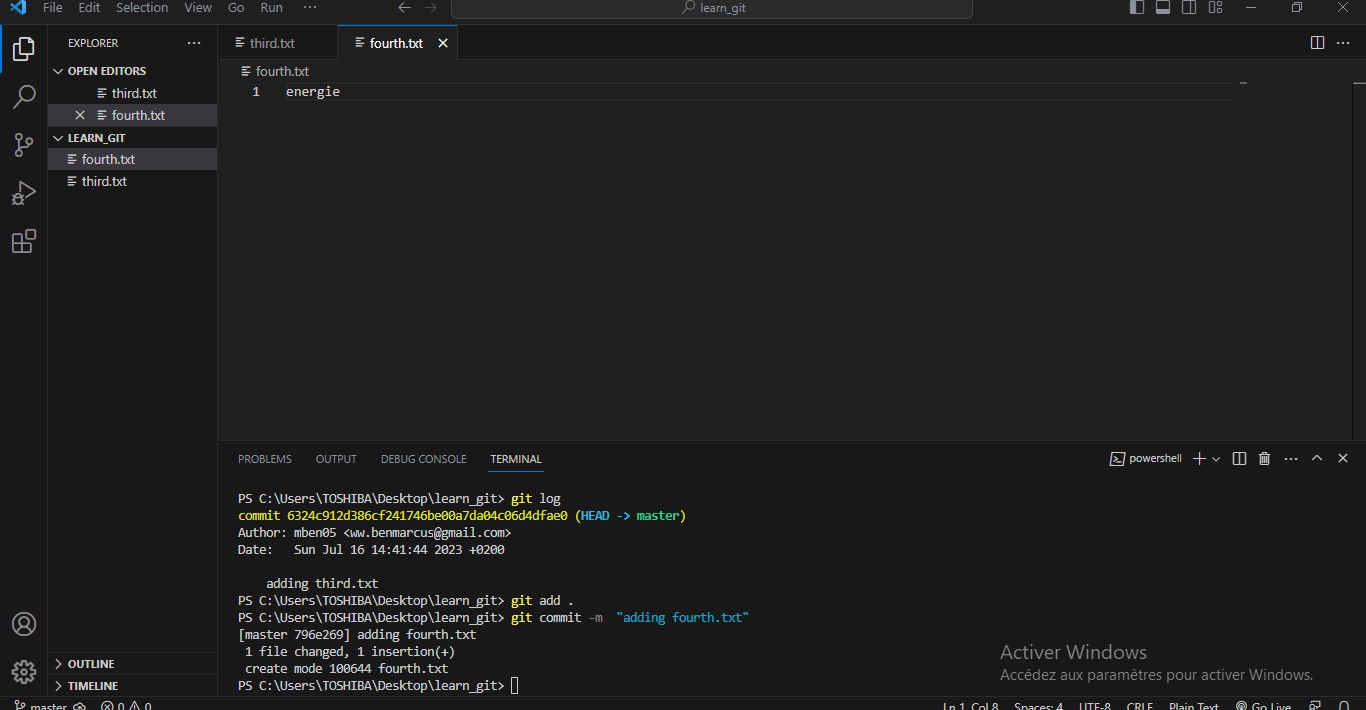 File Edit Selection View Go Run ···
learn_git
EXPLORER ···
OPEN EDITORS
third.txt
fourth.txt
LEARN_GIT
fourth.txt
third.txt
OUTLINE
TIMELINE
third.txt
fourth.txt
fourth.txt
1 energie
PROBLEMS OUTPUT DEBUG CONSOLE TERMINAL
powershell
PS C:\Users\TOSHIBA\Desktop\learn_git> git log
commit 6324c912d386cf241746be00a7da04c06d4dfae0 (HEAD -> master)
Author: mben05 <ww.benmarcus@gmail.com>
Date:   Sun Jul 16 14:41:44 2023 +0200
adding third.txt
PS C:\Users\TOSHIBA\Desktop\learn_git> git add .
PS C:\Users\TOSHIBA\Desktop\learn_git> git commit -m  "adding fourth.txt"
[master 796e269] adding fourth.txt
1 file changed, 1 insertion(+)
create mode 100644 fourth.txt
PS C:\Users\TOSHIBA\Desktop\learn_git>
Activer Windows
Accédez aux paramètres pour activer Windows.
master 0 0 Ln 1, Col 8 Spaces: 4 UTF-8 CRLF Plain Text Go Live